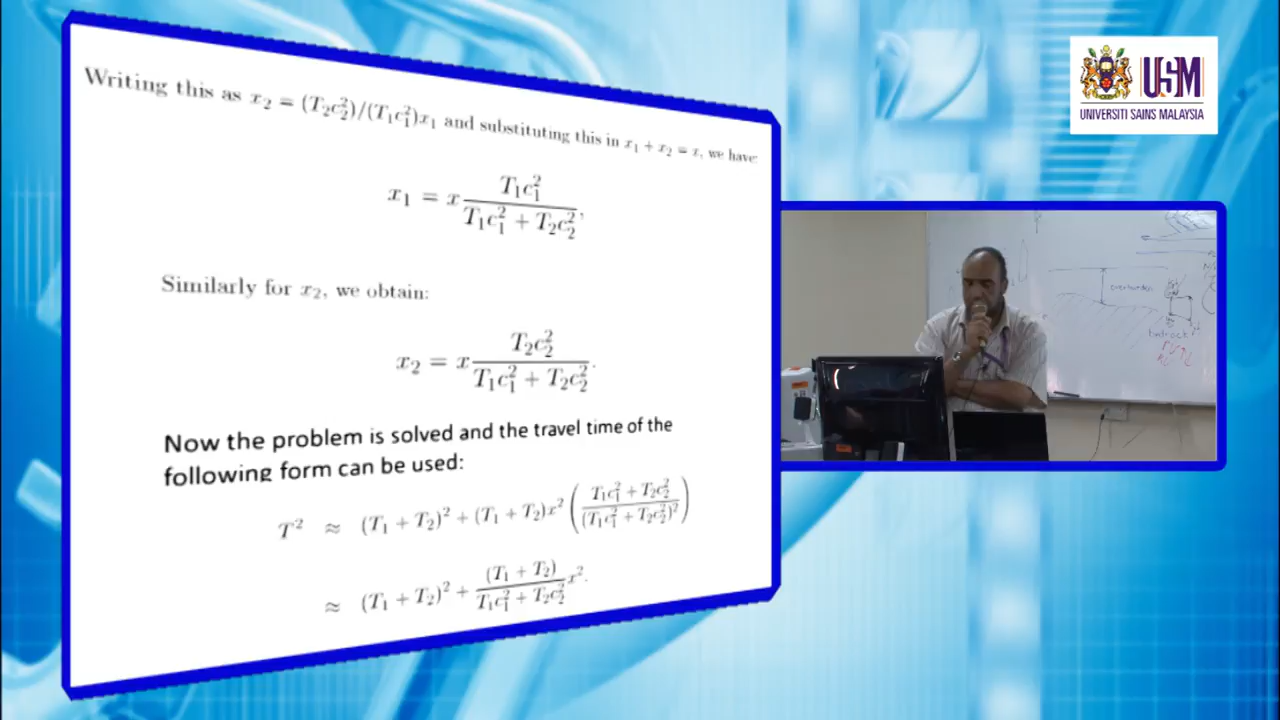 Writing this as x₂ = (T₂c₂²)/(T₁c₁²)x₁ and substituting this in x₁ + x₂ = x, we have:
x₁ = x T₁c₁² / (T₁c₁² + T₂c₂²),
Similarly for x₂, we obtain:
x₂ = x T₂c₂² / (T₁c₁² + T₂c₂²).
Now the problem is solved and the travel time of the
following form can be used:
T² ≈ (T₁ + T₂)² + (T₁ + T₂)x² ( (T₁c₁² + T₂c₂²) / (T₁c₁² + T₂c₂²)² )
≈ (T₁ + T₂)² + (T₁ + T₂) / (T₁c₁² + T₂c₂²) x².
USM
UNIVERSITI SAINS MALAYSIA
overburden
bedrock